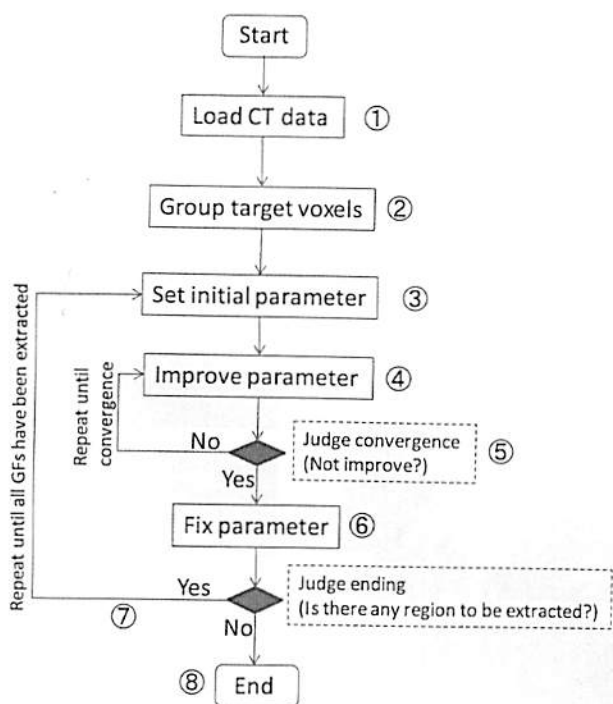 Start
Load CT data ①
Group target voxels ②
Set initial parameter ③
Improve parameter ④
Repeat until all GFs have been extracted
Repeat until
convergence
No
Judge convergence ⑤
(Not improve?)
Yes
Fix parameter ⑥
Yes
Judge ending
(Is there any region to be extracted?)
⑦
No
⑧ End